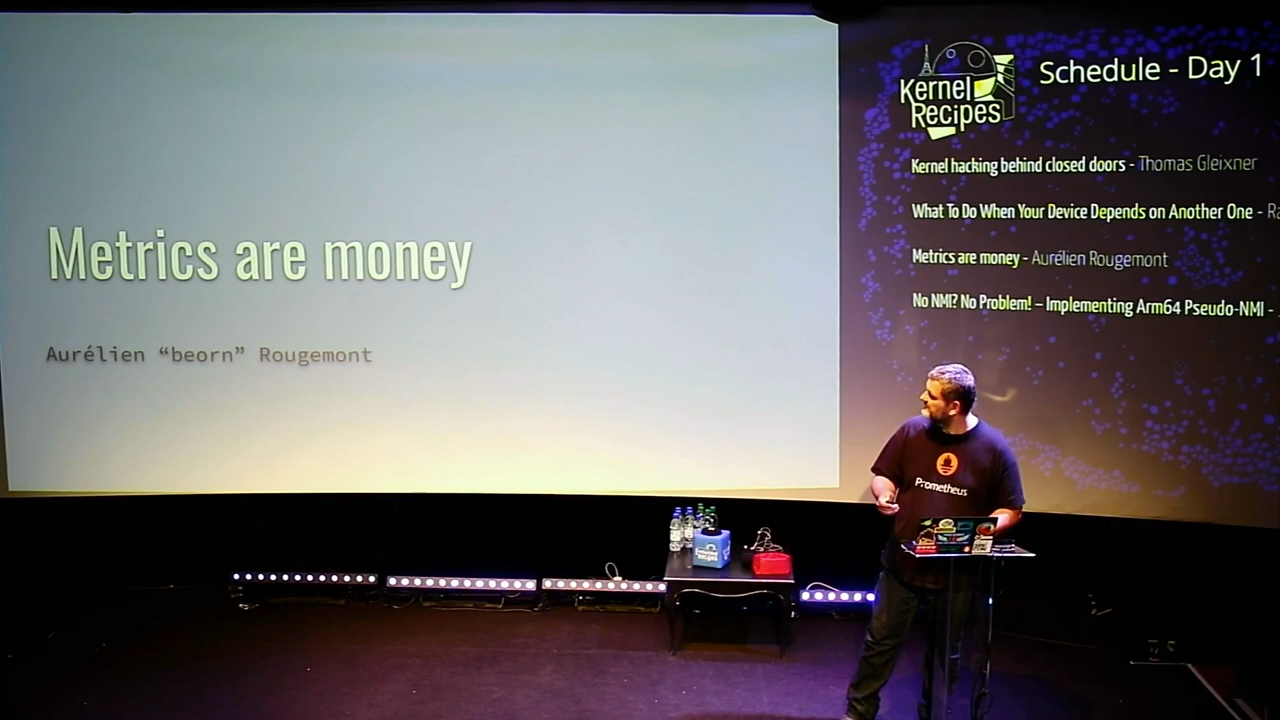 Metrics are money
Aurélien “beorn” Rougemont
Kernel
Recipes
Schedule - Day 1
Kernel hacking behind closed doors - Thomas Gleixner
What To Do When Your Device Depends on Another One -
Metrics are money - Aurélien Rougemont
No NMI? No Problem! – Implementing Arm64 Pseudo-NMI -
Prometheus